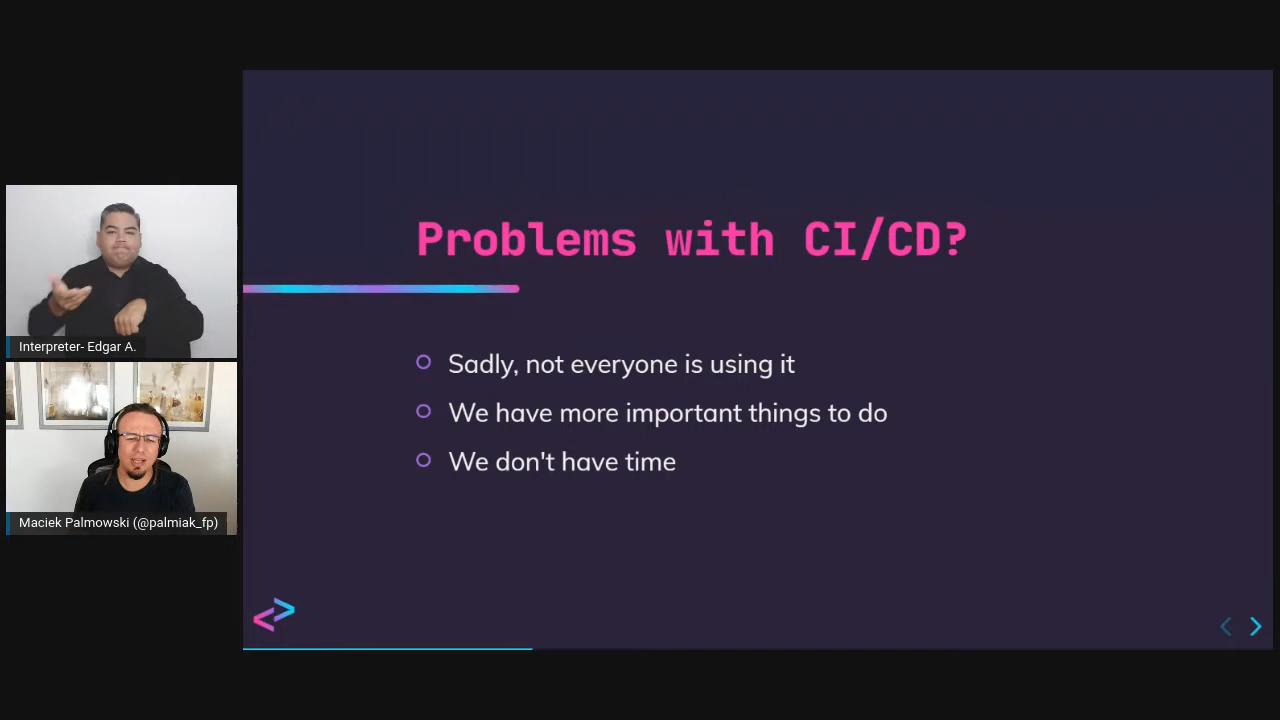 Problems with CI/CD?
Sadly, not everyone is using it
We have more important things to do
We don't have time
Interpreter- Edgar A.
Maciek Palmowski (@palmiak_fp)